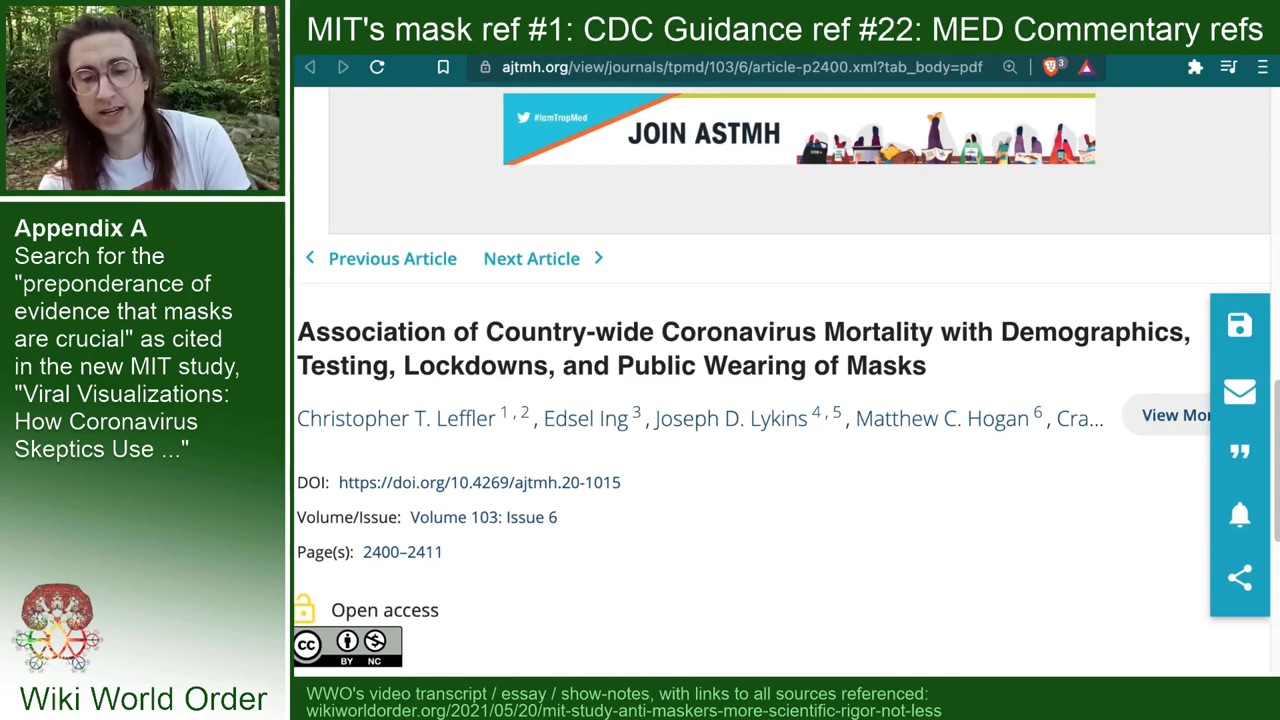 MIT's mask ref #1: CDC Guidance ref #22: MED Commentary refs
ajtmh.org/view/journals/tpmd/103/6/article-p2400.xml?tab_body=pdf
3
#IamTropMed
JOIN ASTMH
Previous Article
Next Article
Appendix A
Search for the
"preponderance of
evidence that masks
are crucial" as cited
in the new MIT study,
"Viral Visualizations:
How Coronavirus
Skeptics Use ..."
Association of Country-wide Coronavirus Mortality with Demographics,
Testing, Lockdowns, and Public Wearing of Masks
Christopher T. Leffler 1 , 2 , Edsel Ing 3 , Joseph D. Lykins 4 , 5 , Matthew C. Hogan 6 , Cra...
View Mor
DOI: https://doi.org/10.4269/ajtmh.20-1015
Volume/Issue: Volume 103: Issue 6
Page(s): 2400–2411
Open access
cc
BY NC
Wiki World Order
WWO's video transcript / essay / show-notes, with links to all sources referenced:
wikiworldorder.org/2021/05/20/mit-study-anti-maskers-more-scientific-rigor-not-less